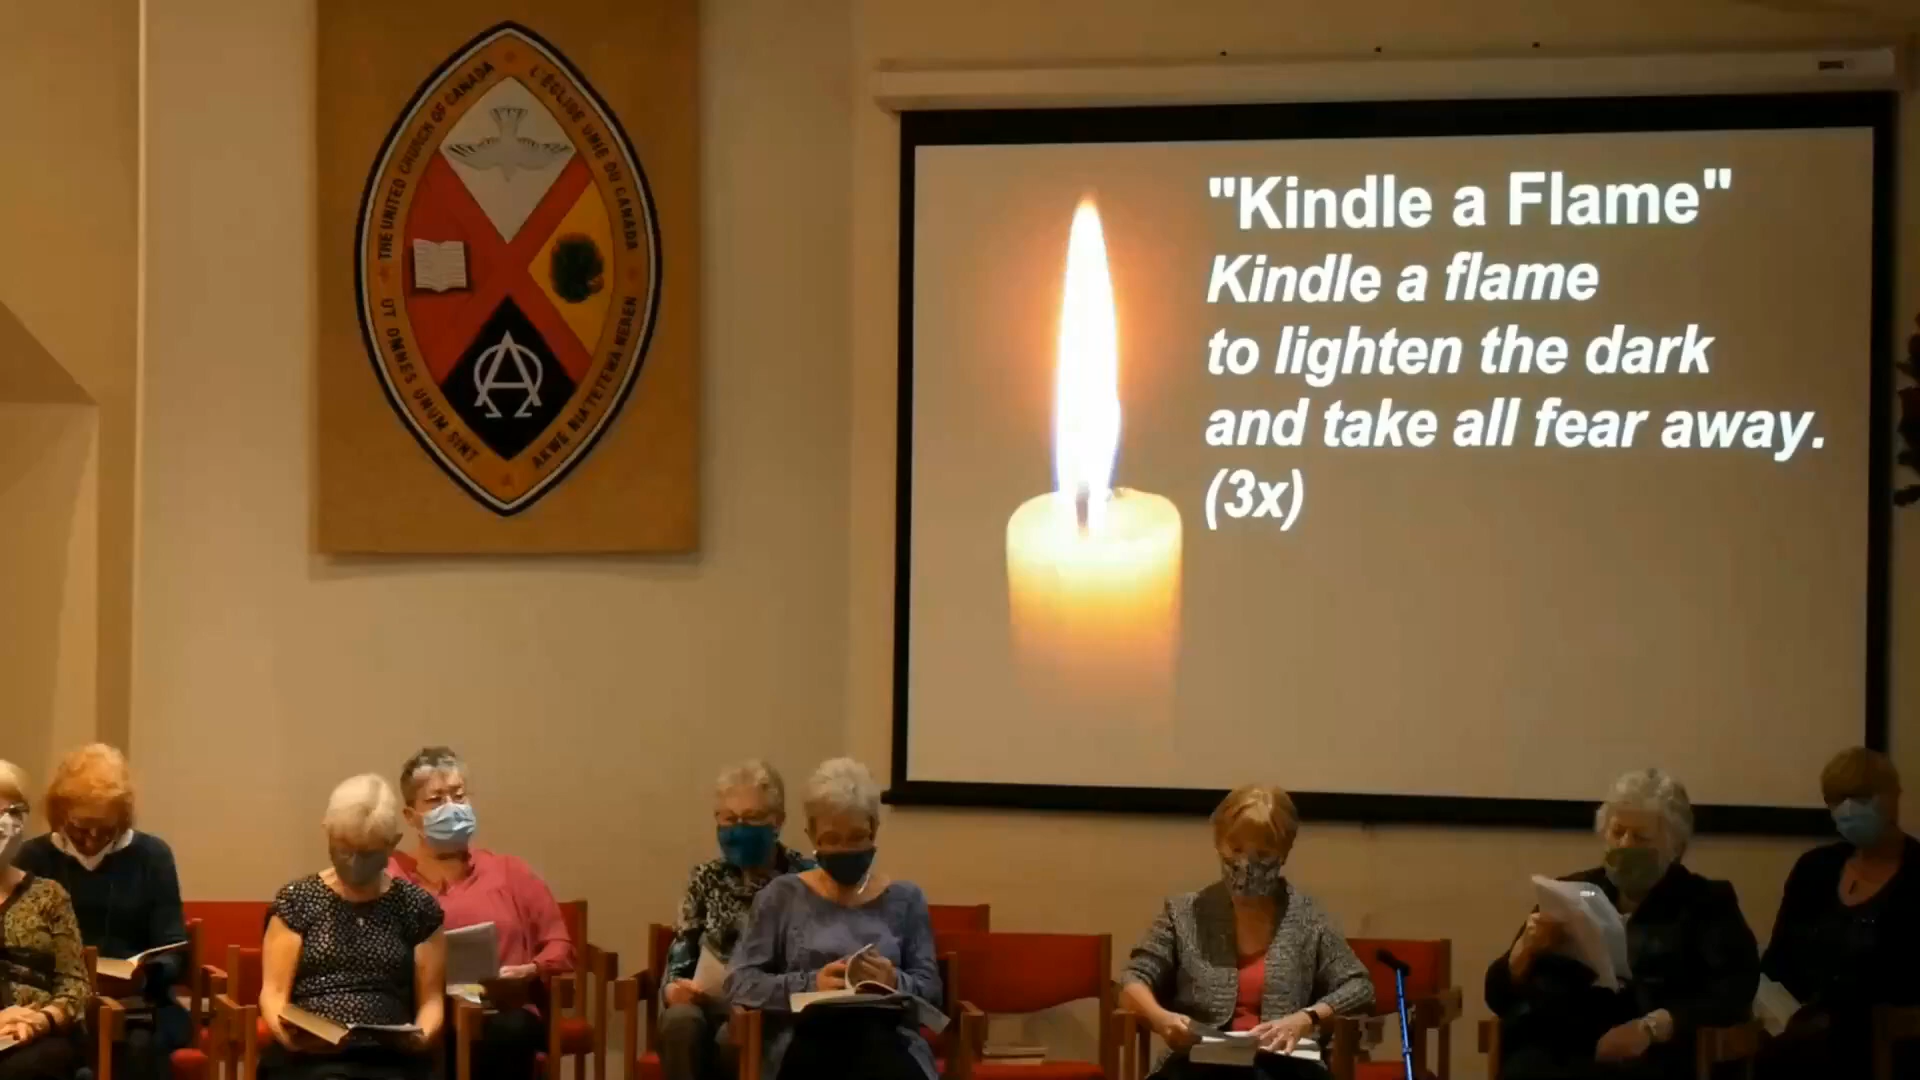 THE UNITED CHURCH OF CANADA
L'ÉGLISE UNIE DU CANADA
UT OMNES UNUM SINT
AKWE NIA'TETEWA:NEREN
ΑΩ
"Kindle a Flame"
Kindle a flame
to lighten the dark
and take all fear away.
(3x)